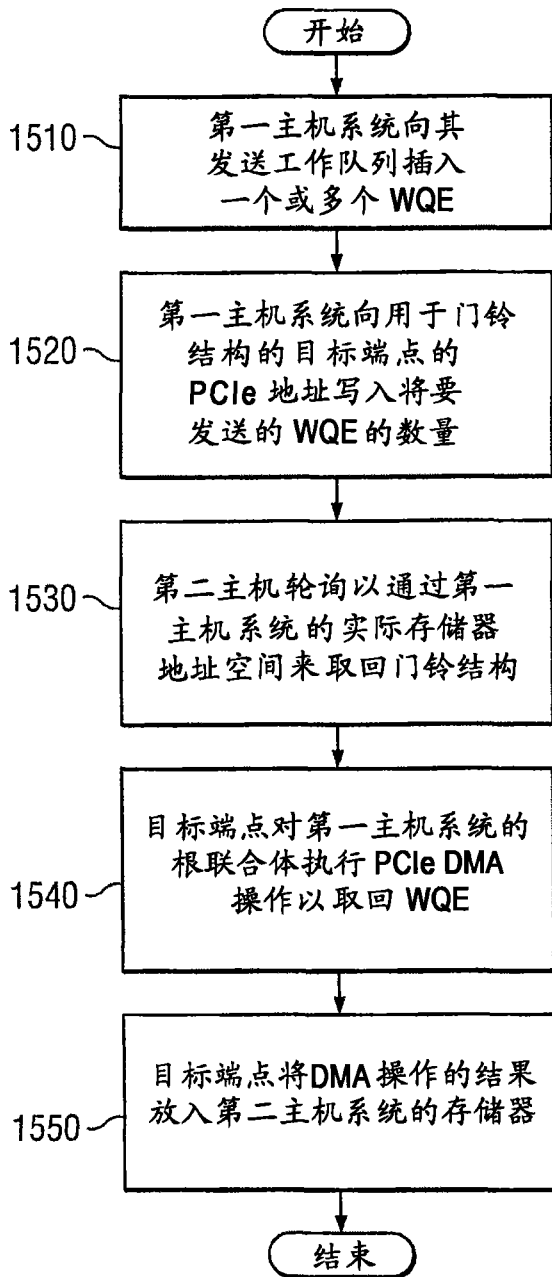 开始
1510
第一主机系统向其
发送工作队列插入
一个或多个 WQE
1520
第一主机系统向用于门铃
结构的目标端点的
PCIe 地址写入将要
发送的 WQE 的数量
1530
第二主机轮询以通过第一
主机系统的实际存储器
地址空间来取回门铃结构
1540
目标端点对第一主机系统的
根联合体执行 PCIe DMA
操作以取回 WQE
1550
目标端点将DMA 操作的结果
放入第二主机系统的存储器
结束